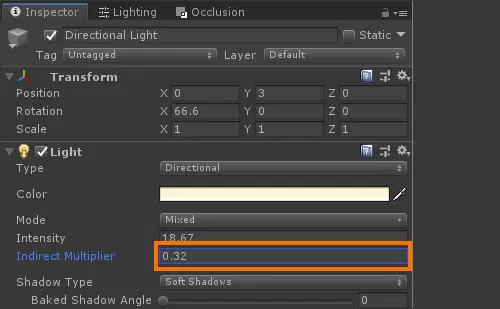 Inspector Lighting Occlusion
Directional Light Static
Tag Untagged Layer Default
Transform
Position X 0 Y 3 Z 0
Rotation X 66.6 Y 0 Z 0
Scale X 1 Y 1 Z 1
Light
Type Directional
Color
Mode Mixed
Intensity 18.67
Indirect Multiplier 0.32
Shadow Type Soft Shadows
Baked Shadow Angle 0